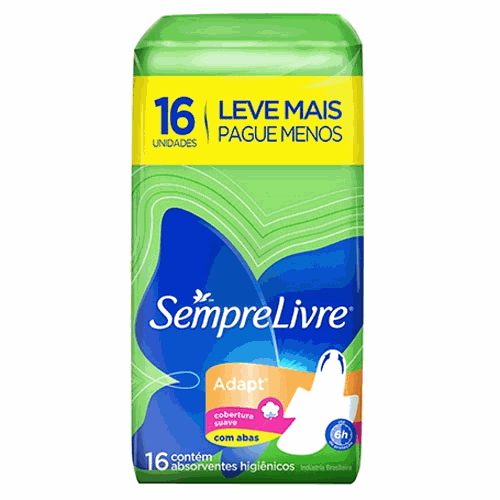 16
UNIDADES
LEVE MAIS
PAGUE MENOS
SempreLivre®
Adapt®
cobertura
suave
com abas
6h
16 contém
absorventes higiênicos
Indústria Brasileira